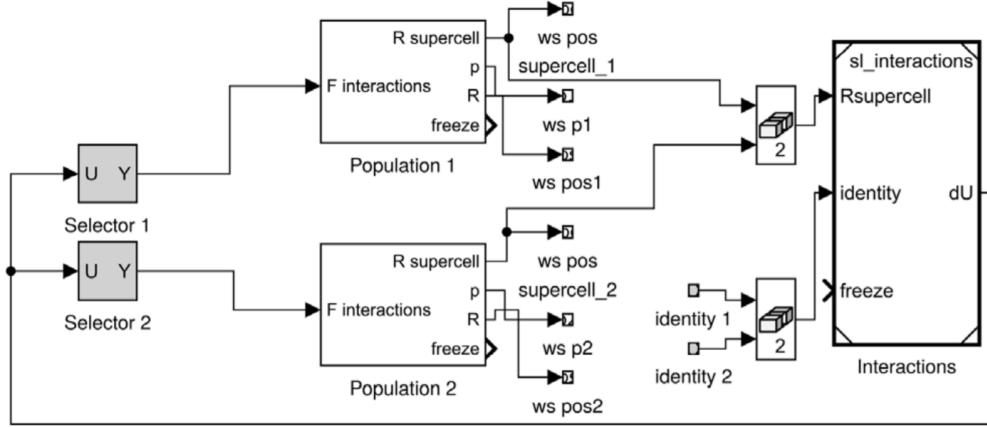 R supercell
p
R
freeze
F interactions
Population 1
ws pos
supercell_1
ws p1
ws pos1
U Y
Selector 1
U Y
Selector 2
R supercell
p
R
freeze
F interactions
Population 2
ws pos
supercell_2
ws p2
ws pos2
2
identity 1
identity 2
2
sl_interactions
Rsupercell
identity
dU
freeze
Interactions